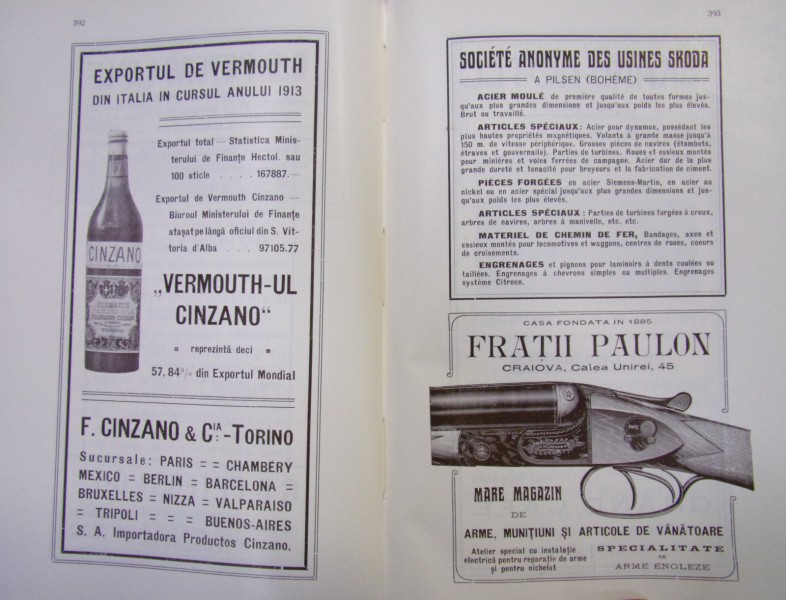 392
EXPORTUL DE VERMOUTH
DIN ITALIA IN CURSUL ANULUI 1913
Exportul total — Statistica Minis-
terului de Finanțe Hectol. sau
100 sticle . . . . 167887.—
Exportul de Vermouth Cinzano —
Biuroul Ministerului de Finanțe
atașat pe lângă oficiul din S. Vit-
toria d'Alba . . . 97105.77
CINZANO
„VERMOUTH-UL
CINZANO“
reprezintă deci
57,84% din Exportul Mondial
F. CINZANO & CIA: - TORINO
Sucursale: PARIS = = CHAMBÉRY
MEXICO = BERLIN = BARCELONA =
BRUXELLES = NIZZA = VALPARAISO
= TRIPOLI = = = BUENOS-AIRES
S. A. Importadora Productos Cinzano.
393
SOCIÉTÉ ANONYME DES USINES SKODA
A PILSEN (BOHÊME)
ACIER MOULÉ de première qualité de toutes formes jus-
qu'aux plus grandes dimensions et jusqu'aux poids les plus élevés.
Brut ou travaillé.
ARTICLES SPÉCIAUX: Acier pour dynamos, possédant les
plus hautes propriétés magnétiques. Volants à grande masse jusqu'à
150 m. de vitesse périphérique. Grosses pièces de navires (étambots,
étraves et gouvernails). Parties de turbines. Roues et essieux montés
pour minières et voies ferrées de campagne. Acier dur de la plus
grande dureté et tenacité pour broyeurs et la fabrication de ciment.
PIÈCES FORGÉES en acier Siemens-Martin, en acier au
nickel ou en acier spécial jusqu'aux plus grandes dimensions et jus-
qu'aux poids les plus élevés.
ARTICLES SPÉCIAUX : Parties de turbines forgées à creux,
arbres de navires, arbres à manivelle, etc. etc.
MATERIEL DE CHEMIN DE FER, Bandages, axes et
essieux montés pour locomotives et waggons, centres de roues, coeurs
de croisements.
ENGRENAGES et pignons pour laminoirs à dents coulées ou
taillées. Engrenages à chevrons simples ou multiples. Engrenages
système Citroen.
CASA FONDATA IN 1885
FRAȚII PAULON
CRAIOVA, Calea Unirei, 45
MARE MAGAZIN
DE
ARME, MUNIȚIUNI ȘI ARTICOLE DE VÂNĂTOARE
Atelier special cu instalație
electrică pentru reparație de arme
și pentru nichelat
SPECIALITATE
DE
ARME ENGLEZE